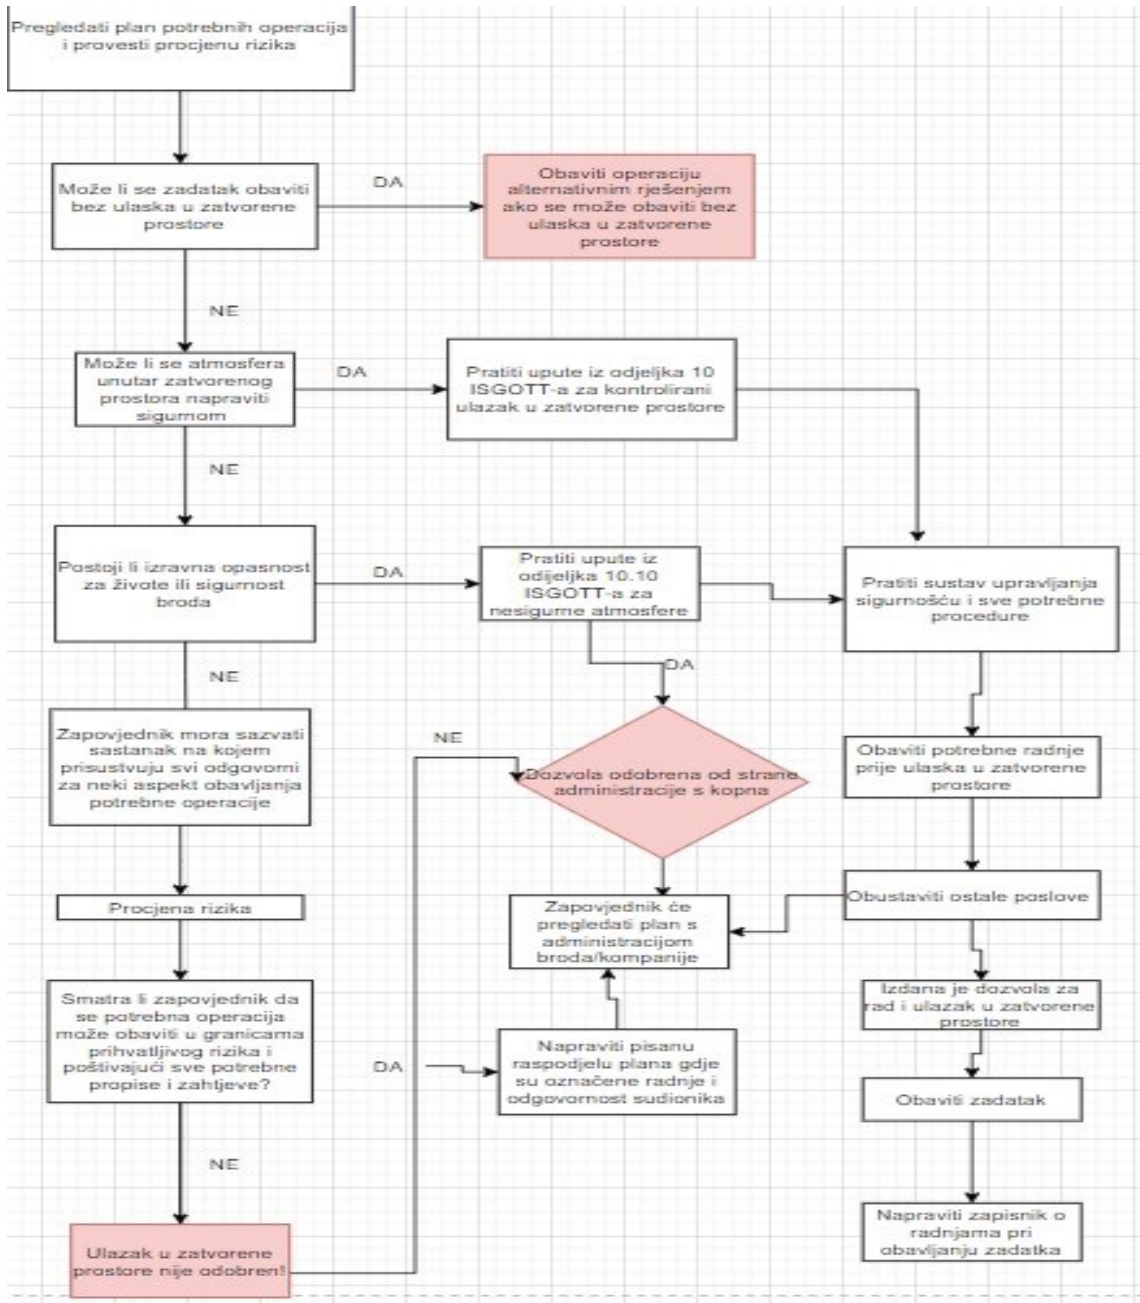 Pregledati plan potrebnih operacija
i provesti procjenu rizika
Može li se zadatak obaviti
bez ulaska u zatvorene
prostore
DA
Obaviti operaciju
alternativnim rješenjem
ako se može obaviti bez
ulaska u zatvorene
prostore
NE
Može li se atmosfera
unutar zatvorenog
prostora napraviti
sigurnom
DA
Pratiti upute iz odjeljka 10
ISGOTT-a za kontrolirani
ulazak u zatvorene prostore
NE
Postoji li izravna opasnost
za živote ili sigurnost
broda
DA
Pratiti upute iz
odijeljka 10.10
ISGOTT-a za
nesigurne atmosfere
Pratiti sustav upravljanja
sigurnošću i sve potrebne
procedure
NE
DA
Zapovjednik mora sazvati
sastanak na kojem
prisustvuju svi odgovorni
za neki aspekt obavljanja
potrebne operacije
NE
Dozvola odobrena od strane
administracije s kopna
Obaviti potrebne radnje
prije ulaska u zatvorene
prostore
Procjena rizika
Zapovjednik će
pregledati plan s
administracijom
broda/kompanije
Obustaviti ostale poslove
Smatra li zapovjednik da
se potrebna operacija
može obaviti u granicama
prihvatljivog rizika i
poštivajući sve potrebne
propise i zahtjeve?
DA
Napraviti pisanu
raspodjelu plana gdje
su označene radnje i
odgovornost sudionika
Izdana je dozvola za
rad i ulazak u zatvorene
prostore
Obaviti zadatak
NE
Napraviti zapisnik o
radnjama pri
obavljanju zadatka
Ulazak u zatvorene
prostore nije odobren!